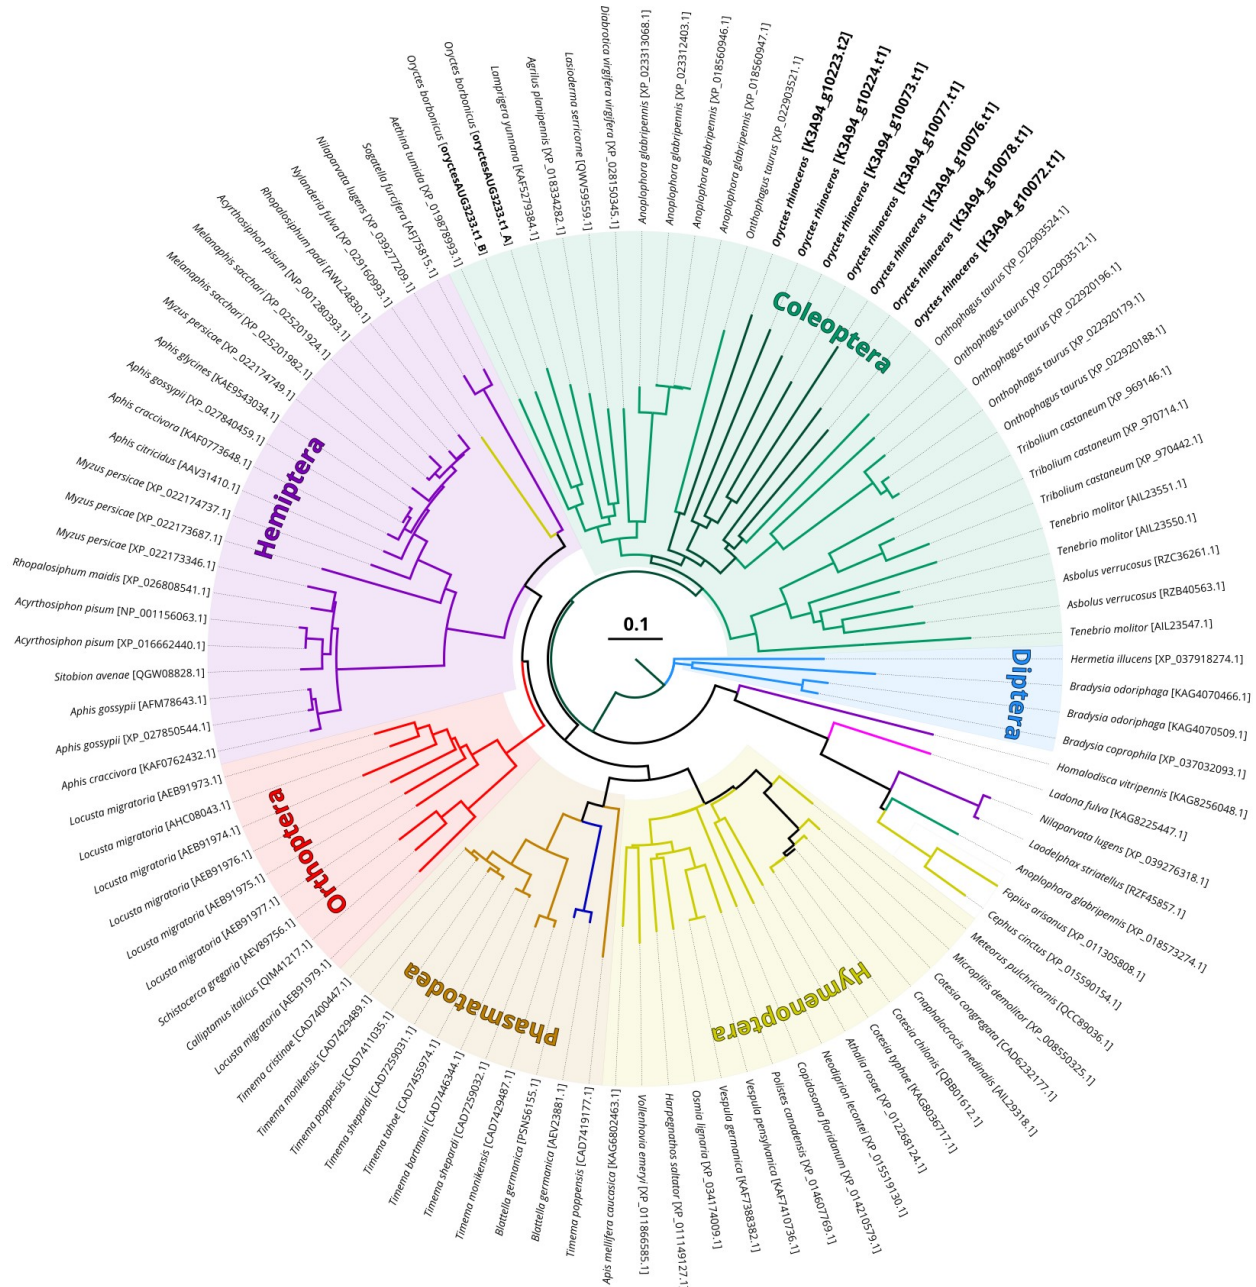 Diabrotica virgifera virgifera [XP_028150345.1]
Anoplophora glabripennis [XP_023313068.1]
Anoplophora glabripennis [XP_023312403.1]
Anoplophora glabripennis [XP_018560946.1]
Anoplophora glabripennis [XP_018560947.1]
Onthophagus taurus [XP_022903521.1]
Oryctes rhinoceros [K3A94_g10223.t2]
Oryctes rhinoceros [K3A94_g10224.t1]
Oryctes rhinoceros [K3A94_g10073.t1]
Oryctes rhinoceros [K3A94_g10077.t1]
Oryctes rhinoceros [K3A94_g10076.t1]
Oryctes rhinoceros [K3A94_g10078.t1]
Oryctes rhinoceros [K3A94_g10072.t1]
Onthophagus taurus [XP_022903524.1]
Onthophagus taurus [XP_022903512.1]
Onthophagus taurus [XP_022920196.1]
Onthophagus taurus [XP_022920179.1]
Onthophagus taurus [XP_022920188.1]
Tribolium castaneum [XP_969146.1]
Tribolium castaneum [XP_970714.1]
Tribolium castaneum [XP_970442.1]
Tenebrio molitor [AIL23551.1]
Tenebrio molitor [AIL23550.1]
Asbolus verrucosus [RZC36261.1]
Asbolus verrucosus [RZB40563.1]
Tenebrio molitor [AIL23547.1]
Hermetia illucens [XP_037918274.1]
Bradysia odoriphaga [KAG4070466.1]
Bradysia odoriphaga [KAG4070509.1]
Bradysia coprophila [XP_037032093.1]
Homalodisca vitripennis [KAG8256048.1]
Ladona fulva [KAG8225447.1]
Nilaparvata lugens [XP_039276318.1]
Laodelphax striatellus [RZF45857.1]
Anoplophora glabripennis [XP_018573274.1]
Fopius arisanus [XP_011305808.1]
Cephus cinctus [XP_015590154.1]
Meteorus pulchricornis [QCC89036.1]
Microplitis demolitor [XP_008550325.1]
Cotesia congregata [CAD6232177.1]
Cnaphalocrocis medinalis [AIL29318.1]
Cotesia chilonis [QBB01612.1]
Cotesia typhae [KAG8036717.1]
Athalia rosae [XP_012268124.1]
Neodiprion lecontei [XP_015519130.1]
Copidosoma floridanum [XP_014210579.1]
Polistes canadensis [XP_014607769.1]
Vespula pensylvanica [KAF7410736.1]
Vespula germanica [KAF7388382.1]
Osmia lignaria [XP_034174009.1]
Harpegnathos saltator [XP_011149127.1]
Vollenhovia emeryi [XP_011866585.1]
Apis mellifera caucasica [KAG6802463.1]
Timema poppensis [CAD7419177.1]
Blattella germanica [AEV23881.1]
Blattella germanica [PSN56155.1]
Timema monikensis [CAD7429487.1]
Timema shepardi [CAD7259032.1]
Timema bartmani [CAD7446344.1]
Timema tahoe [CAD7455974.1]
Timema shepardi [CAD7259031.1]
Timema poppensis [CAD7411035.1]
Timema monikensis [CAD7429489.1]
Timema cristinae [CAD7400447.1]
Locusta migratoria [AEB91979.1]
Calliptamus italicus [QIM41217.1]
Schistocerca gregaria [AEV89756.1]
Locusta migratoria [AEB91977.1]
Locusta migratoria [AEB91975.1]
Locusta migratoria [AEB91976.1]
Locusta migratoria [AEB91974.1]
Locusta migratoria [AHC08043.1]
Locusta migratoria [AEB91973.1]
Aphis craccivora [KAF0762432.1]
Aphis gossypii [XP_027850544.1]
Aphis gossypii [AFM78643.1]
Sitobion avenae [QGW08828.1]
Acyrthosiphon pisum [XP_016662440.1]
Acyrthosiphon pisum [NP_001156063.1]
Rhopalosiphum maidis [XP_026808541.1]
Myzus persicae [XP_022173346.1]
Myzus persicae [XP_022173687.1]
Myzus persicae [XP_022174737.1]
Aphis citricidus [AAV31410.1]
Aphis craccivora [KAF0773648.1]
Aphis gossypii [XP_027840459.1]
Aphis glycines [KAE9543034.1]
Myzus persicae [XP_022174749.1]
Melanaphis sacchari [XP_025201982.1]
Melanaphis sacchari [XP_025201924.1]
Acyrthosiphon pisum [NP_001280393.1]
Rhopalosiphum padi [AWL24830.1]
Nylanderia fulva [XP_029160993.1]
Nilaparvata lugens [XP_039277209.1]
Sogatella furcifera [AFJ75815.1]
Aethina tumida [XP_019878993.1]
Oryctes borbonicus [oryctesAUG3233.t1_B]
Oryctes borbonicus [oryctesAUG3233.t1_A]
Lamprigera yunnana [KAF5279384.1]
Agrilus planipennis [XP_018334282.1]
Lasioderma serricorne [QWV59559.1]
Coleoptera
Diptera
Hymenoptera
Phasmatodea
Orthoptera
Hemiptera
0.1